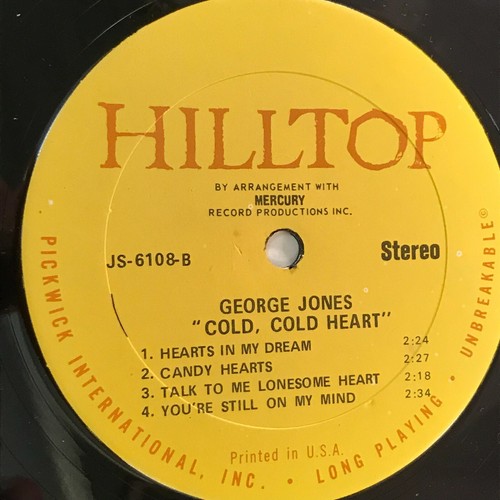 HILLTOP
BY ARRANGEMENT WITH
MERCURY
RECORD PRODUCTIONS INC.
JS-6108-B
Stereo
GEORGE JONES
"COLD, COLD HEART"
1. HEARTS IN MY DREAM 2:24
2. CANDY HEARTS 2:27
3. TALK TO ME LONESOME HEART 2:18
4. YOU'RE STILL ON MY MIND 2:34
Printed in U.S.A.
PICKWICK INTERNATIONAL, INC. • LONG PLAYING • UNBREAKABLE©